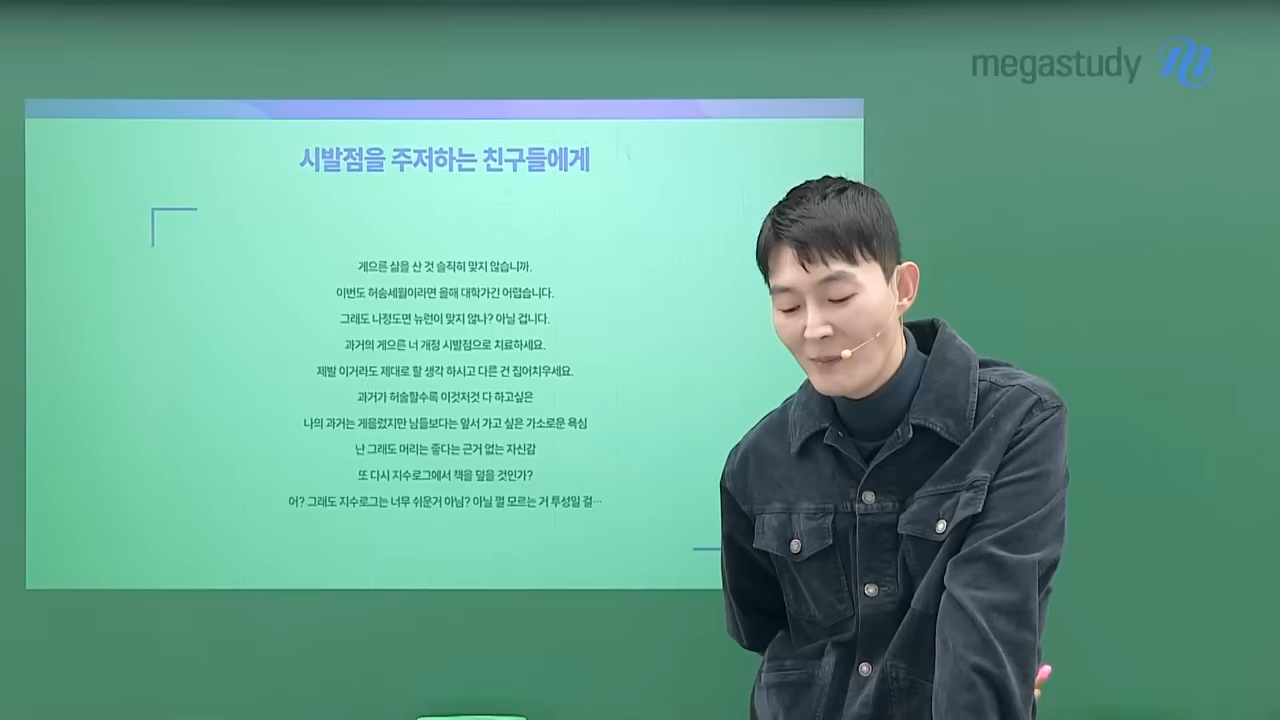 megastudy
시발점을 주저하는 친구들에게
게으른 삶을 산 것 솔직히 맞지 않습니까.
이번도 허송세월이라면 올해 대학가긴 어렵습니다.
그래도 나정도면 뉴런이 맞지 않나? 아닐 겁니다.
과거의 게으른 너 개정 시발점으로 치료하세요.
제발 이거라도 제대로 할 생각 하시고 다른 건 집어치우세요.
과거가 허술할수록 이것저것 다 하고싶은
나의 과거는 게을렀지만 남들보다는 앞서 가고 싶은 가소로운 욕심
난 그래도 머리는 좋다는 근거 없는 자신감
또 다시 지수로그에서 책을 덮을 것인가?
어? 그래도 지수로그는 너무 쉬운거 아님? 아닐 껄 모르는 거 투성일 걸…